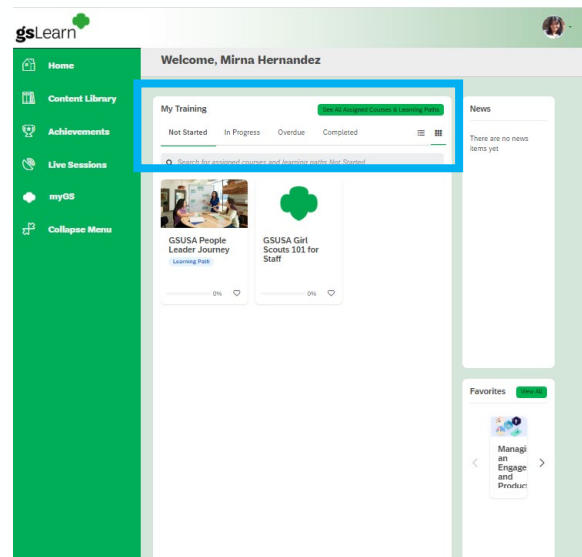 gsLearn
Home
Content Library
Achievements
Live Sessions
myGS
Collapse Menu
Welcome, Mirna Hernandez
My Training
See All Assigned Courses & Learning Paths
Not Started In Progress Overdue Completed
Search for assigned courses and learning paths Not Started
GSUSA People
Leader Journey
Learning Path
0%
GSUSA Girl
Scouts 101 for
Staff
0%
News
There are no news
items yet
Favorites
View All
Managi
an
Engage
and
Produc